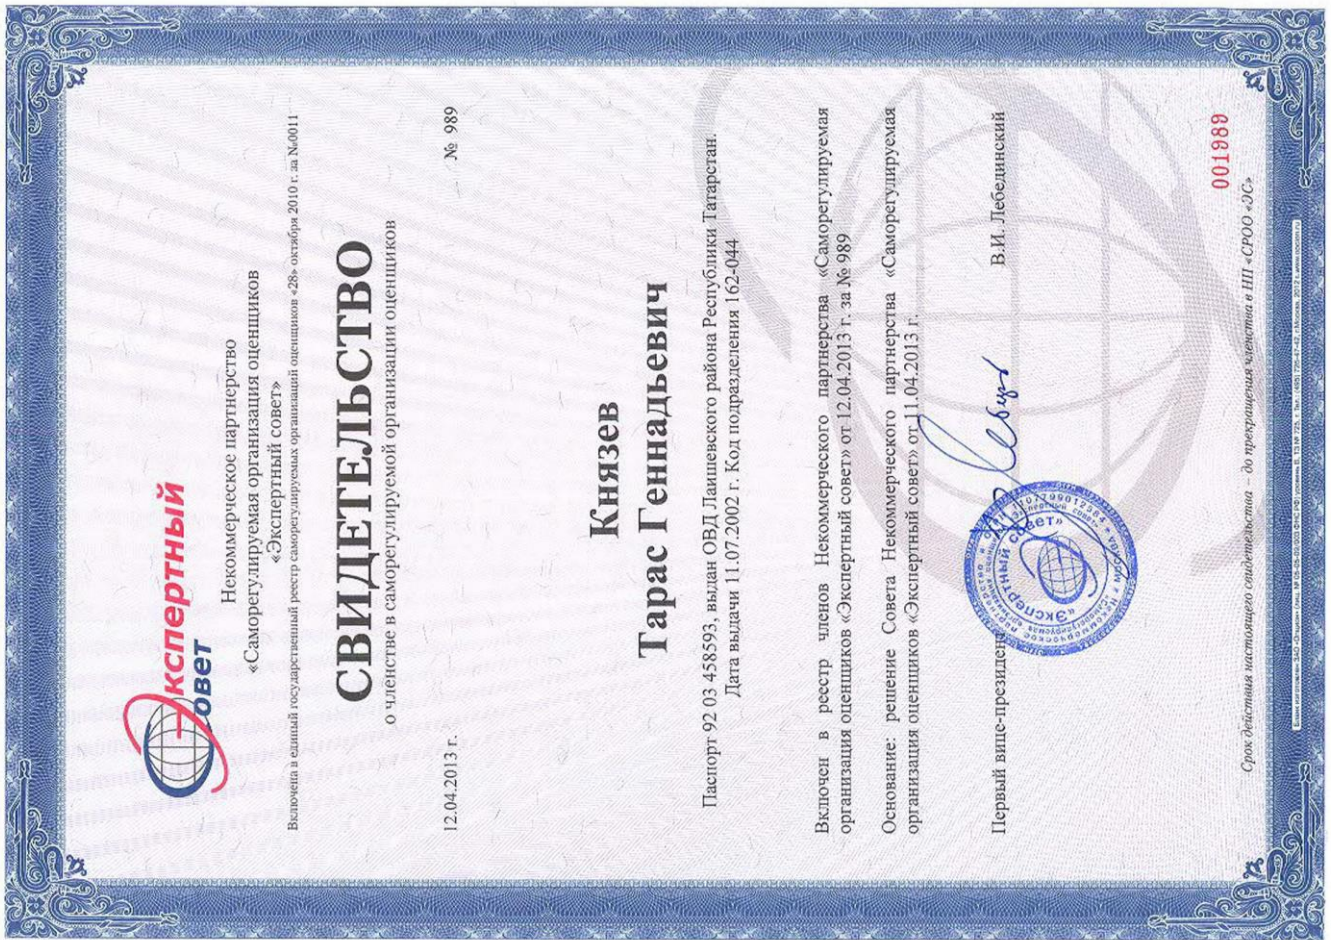 Экспертный
Совет
Некоммерческое партнерство
«Саморегулируемая организация оценщиков
«Экспертный совет»
Включена в единый государственный реестр саморегулируемых организаций оценщиков «28» октября 2010 г. за №0011
СВИДЕТЕЛЬСТВО
о членстве в саморегулируемой организации оценщиков
12.04.2013 г. № 989
Князев
Тарас Геннадьевич
Паспорт 92 03 458593, выдан ОВД Лаишевского района Республики Татарстан.
Дата выдачи 11.07.2002 г. Код подразделения 162-044
Включен в реестр членов Некоммерческого партнерства «Саморегулируемая
организация оценщиков «Экспертный совет» от 12.04.2013 г. за № 989
Основание: решение Совета Некоммерческого партнерства «Саморегулируемая
организация оценщиков «Экспертный совет» от 11.04.2013 г.
Первый вице-президент В.И. Лебединский
«Экспертный совет»
001989
Срок действия настоящего свидетельства – до прекращения членства в НП «СРОО «ЭС»